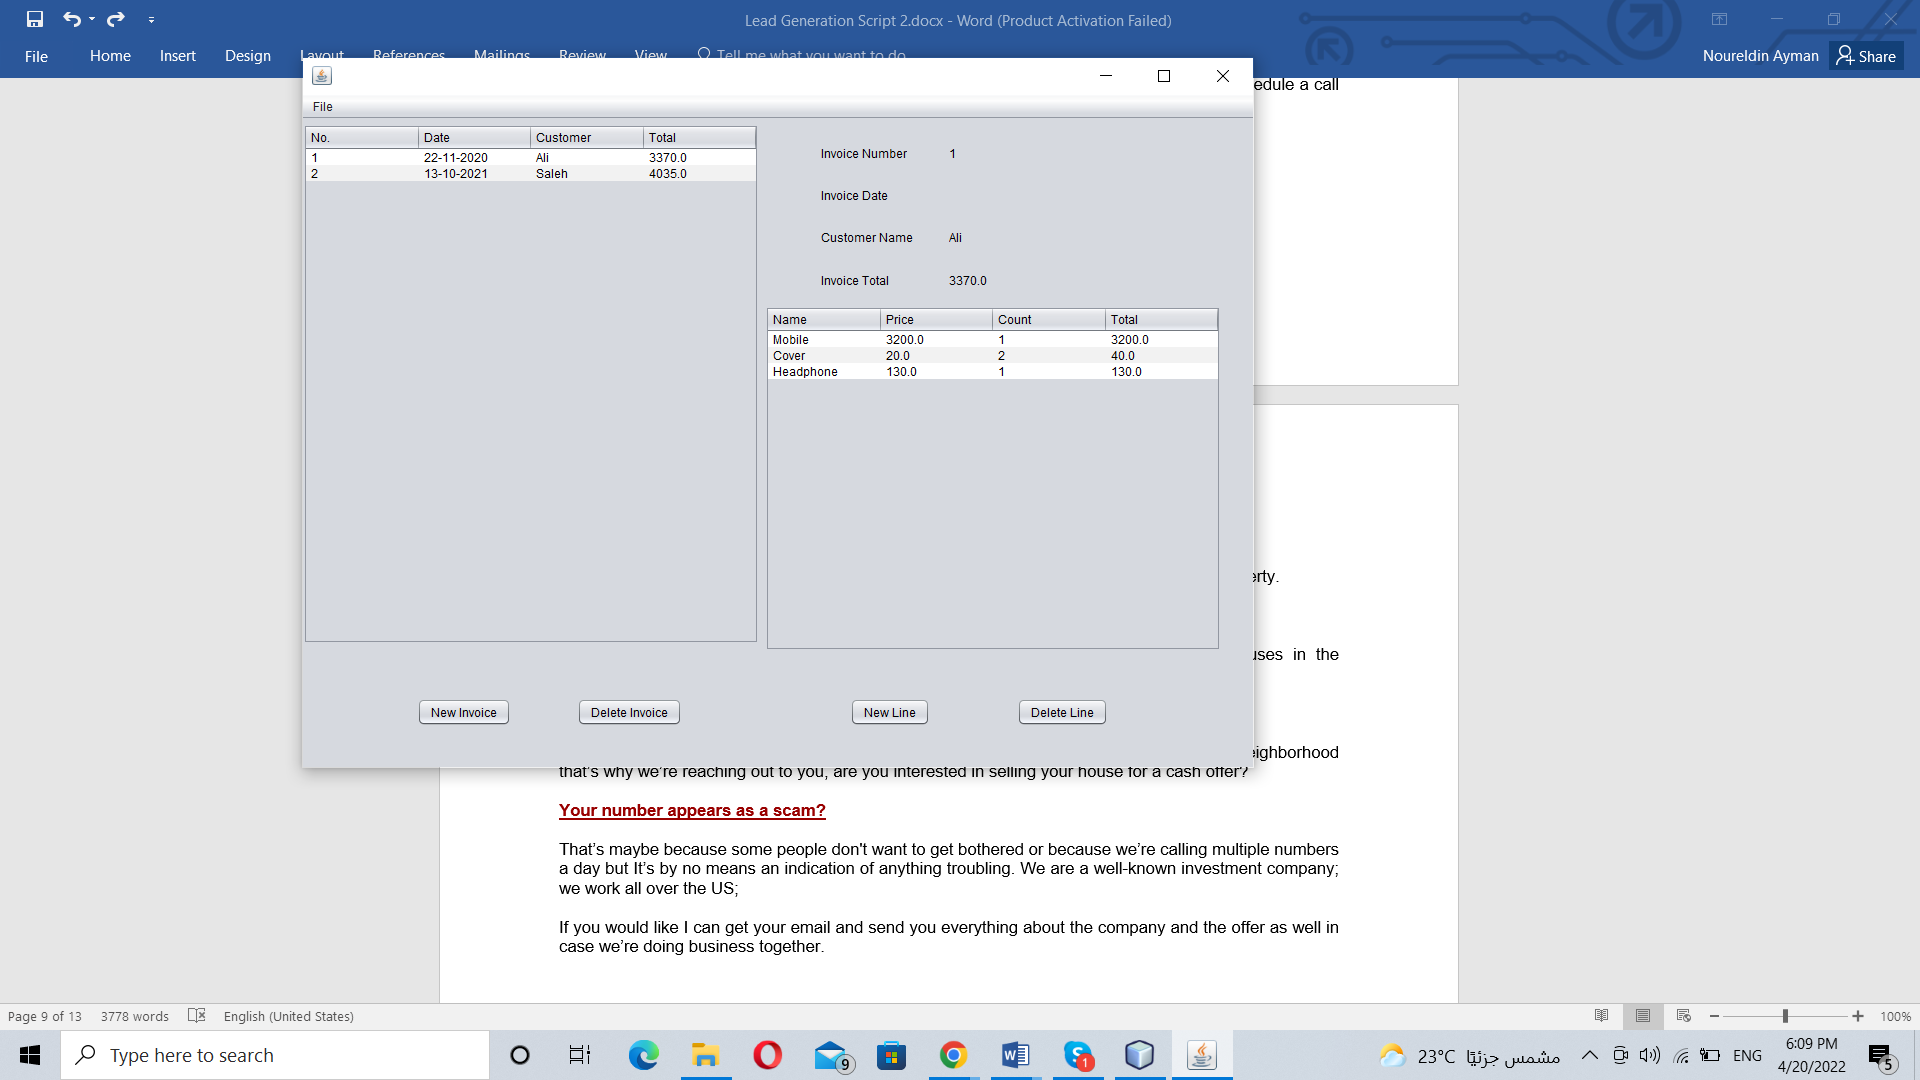 Lead Generation Script 2.docx - Word (Product Activation Failed)
File Home Insert Design Layout References Mailings Review View Tell me what you want to do
Noureldin Ayman Share
edule a call
File
No. Date Customer Total
1 22-11-2020 Ali 3370.0
2 13-10-2021 Saleh 4035.0
Invoice Number 1
Invoice Date
Customer Name Ali
Invoice Total 3370.0
Name Price Count Total
Mobile 3200.0 1 3200.0
Cover 20.0 2 40.0
Headphone 130.0 1 130.0
New Invoice Delete Invoice New Line Delete Line
erty.
uses in the
eighborhood
that's why we're reaching out to you, are you interested in selling your house for a cash offer?
Your number appears as a scam?
That's maybe because some people don't want to get bothered or because we're calling multiple numbers
a day but It's by no means an indication of anything troubling. We are a well-known investment company;
we work all over the US;
If you would like I can get your email and send you everything about the company and the offer as well in
case we're doing business together.
Page 9 of 13 3778 words English (United States) 100%
Type here to search
9
1
23°C مشمس جزئيًا
ENG
6:09 PM
4/20/2022
5